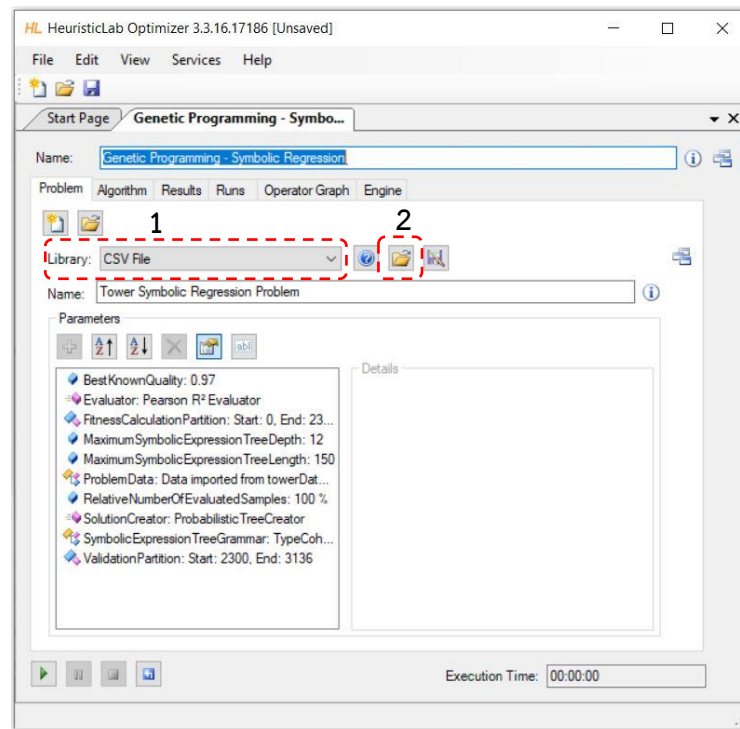 HL HeuristicLab Optimizer 3.3.16.17186 [Unsaved]
File Edit View Services Help
Start Page Genetic Programming - Symbo...
Name: Genetic Programming - Symbolic Regression
Problem Algorithm Results Runs Operator Graph Engine
1 2
Library: CSV File
Name: Tower Symbolic Regression Problem
Parameters
Details
BestKnownQuality: 0.97
Evaluator: Pearson R² Evaluator
FitnessCalculationPartition: Start: 0, End: 23...
MaximumSymbolicExpressionTreeDepth: 12
MaximumSymbolicExpressionTreeLength: 150
ProblemData: Data imported from towerDat...
RelativeNumberOfEvaluatedSamples: 100 %
SolutionCreator: ProbabilisticTreeCreator
SymbolicExpressionTreeGrammar: TypeCoh...
ValidationPartition: Start: 2300, End: 3136
Execution Time: 00:00:00